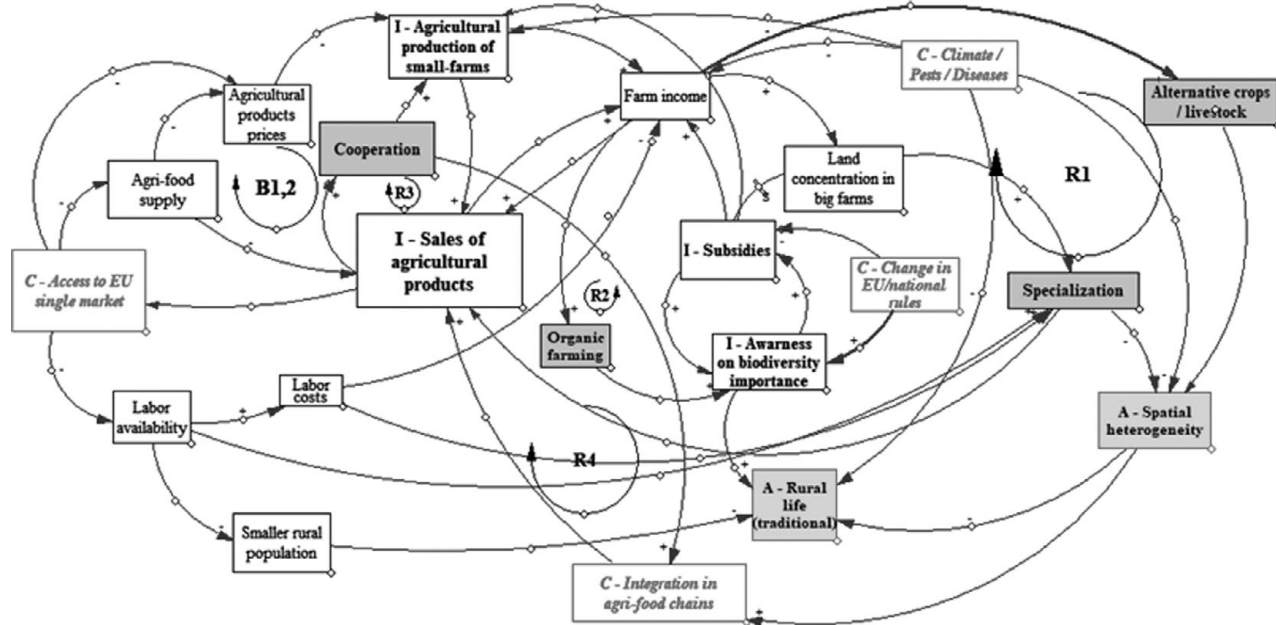 I - Agricultural
production of
small-farms
C - Climate /
Pests / Diseases
Farm income
Alternative crops
/ livestock
Agricultural
products
prices
Cooperation
Land
concentration in
big farms
R1
B1,2
R3
Agri-food
supply
I - Sales of
agricultural
products
I - Subsidies
C - Access to EU
single market
C - Change in
EU/national
rules
Specialization
R2
Organic
farming
I - Awarness
on biodiversity
importance
Labor
costs
Labor
availability
A - Spatial
heterogeneity
R4
A - Rural
life
(traditional)
Smaller rural
population
C - Integration in
agri-food chains